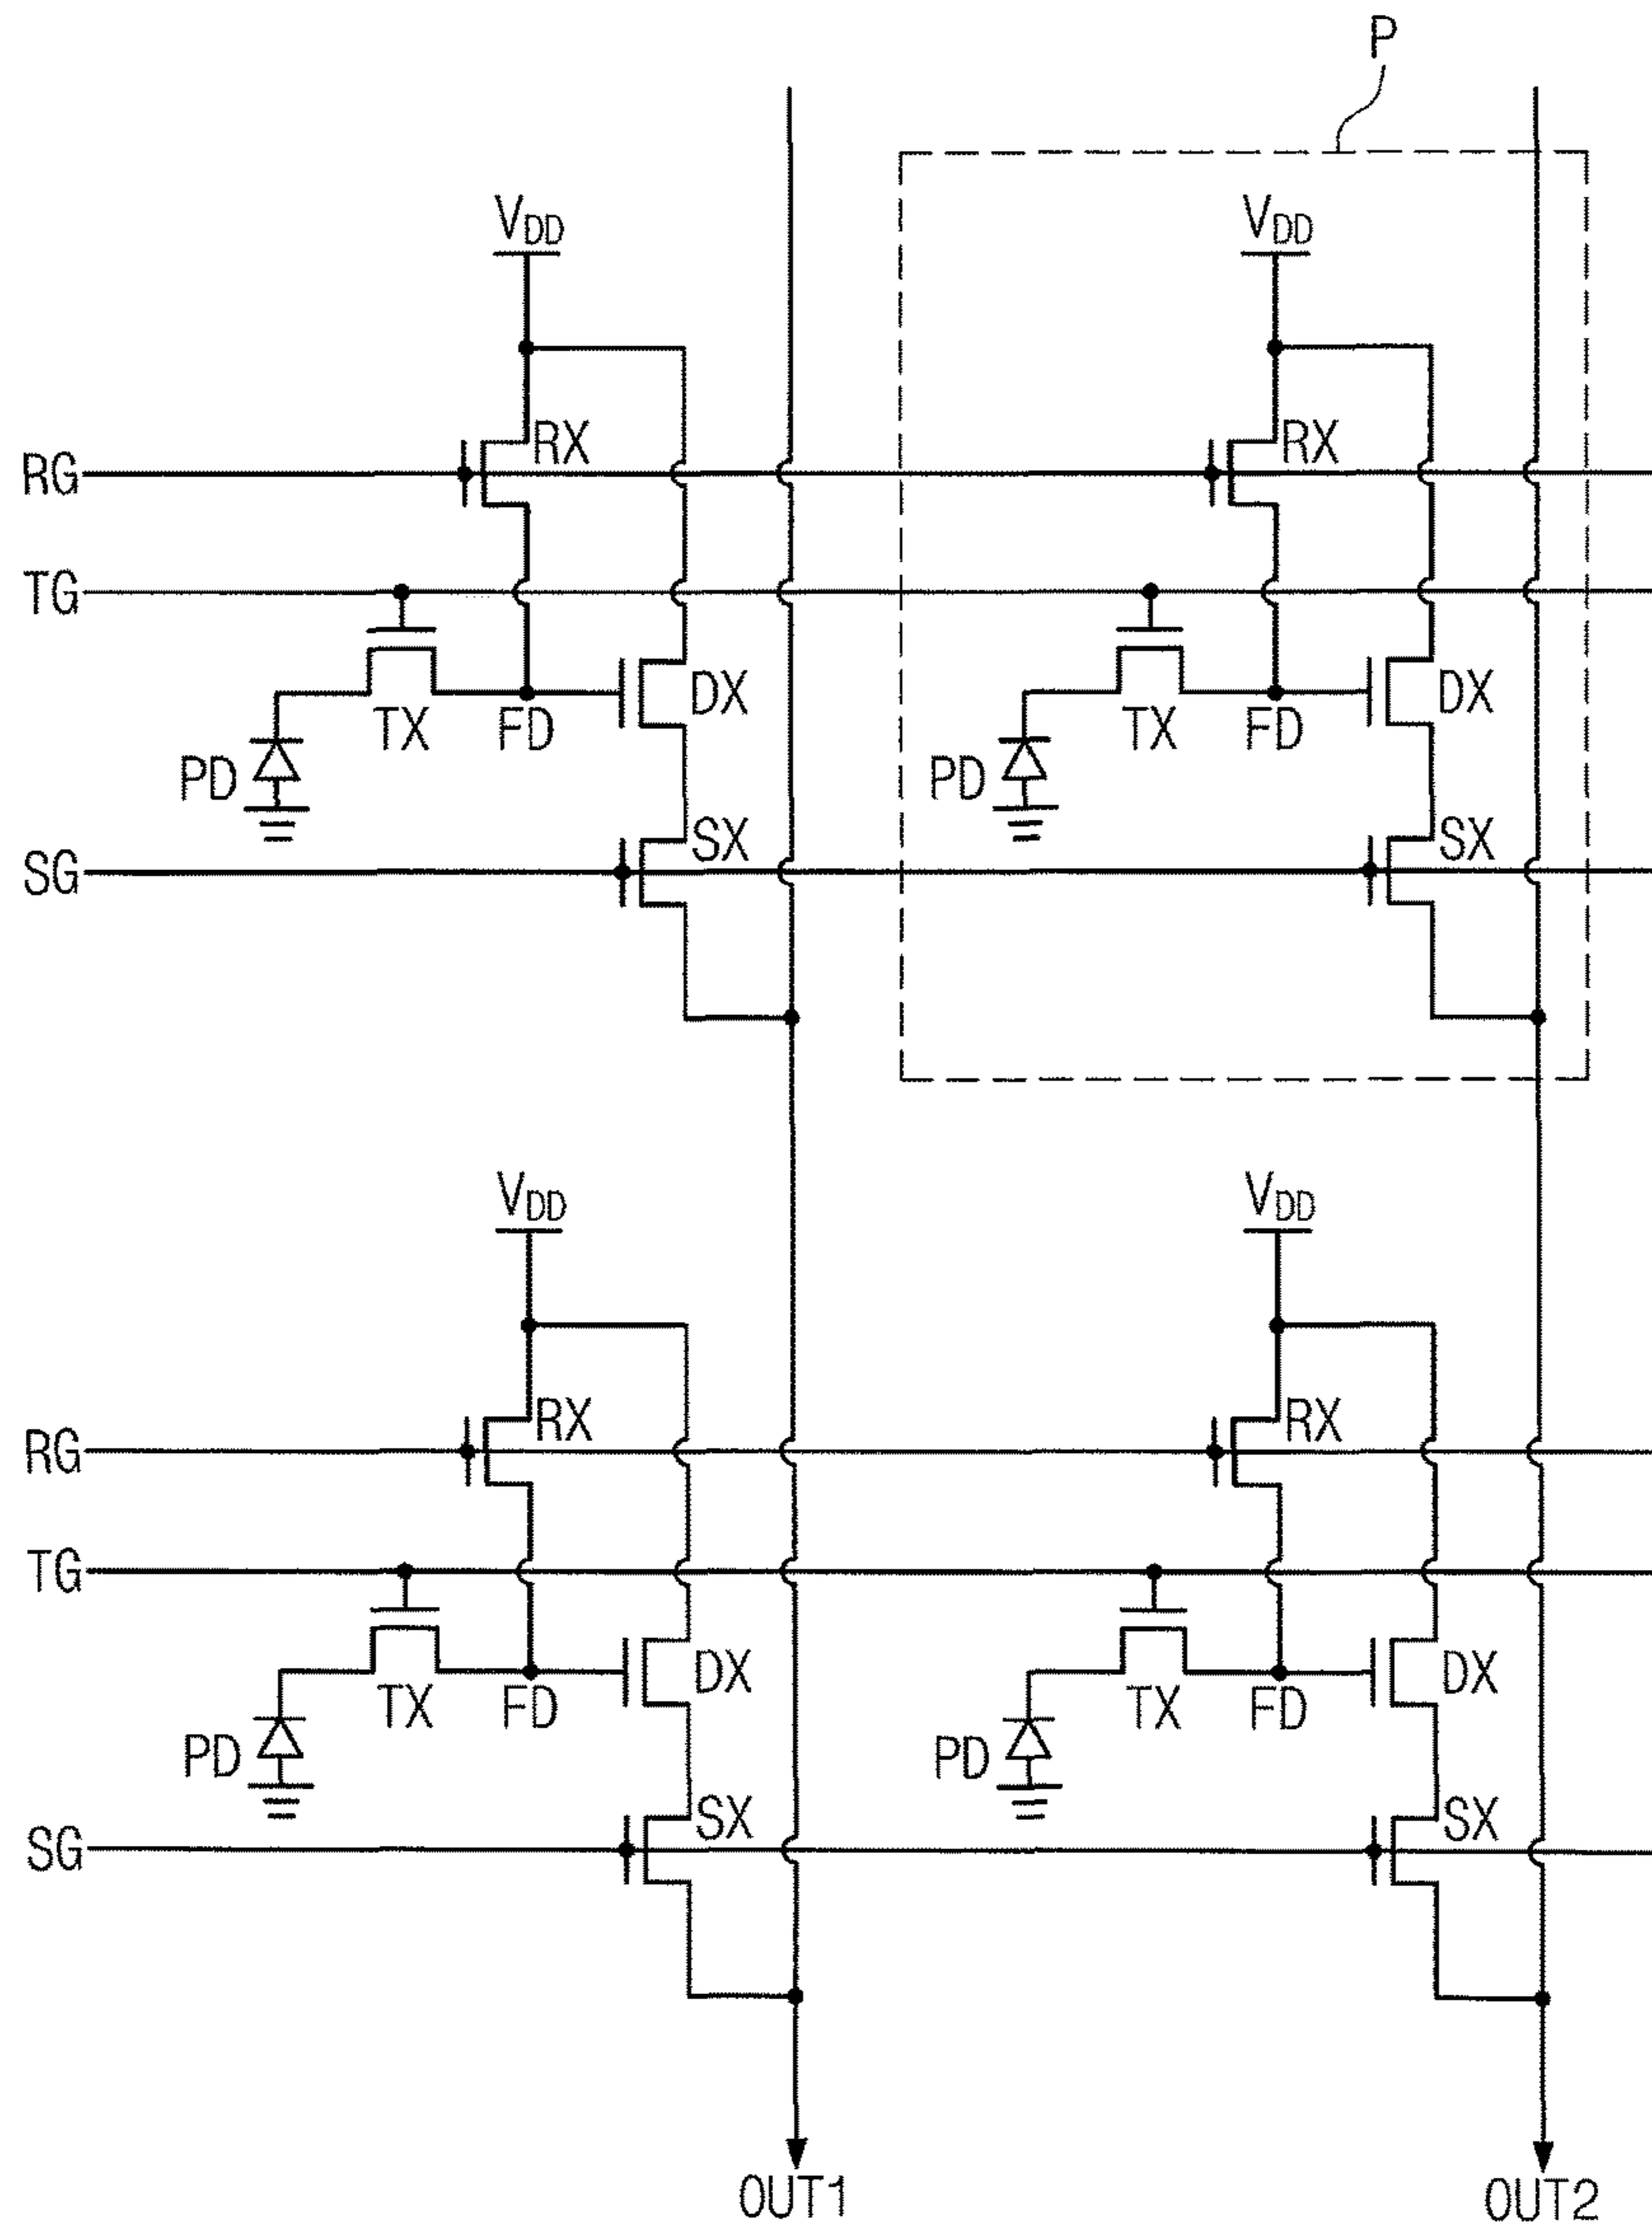 P
VDD VDD
RX RX
RG
TG
DX DX
TX FD TX FD
PD PD
SX SX
SG
VDD VDD
RX RX
RG
TG
DX DX
TX FD TX FD
PD PD
SX SX
SG
OUT1 OUT2